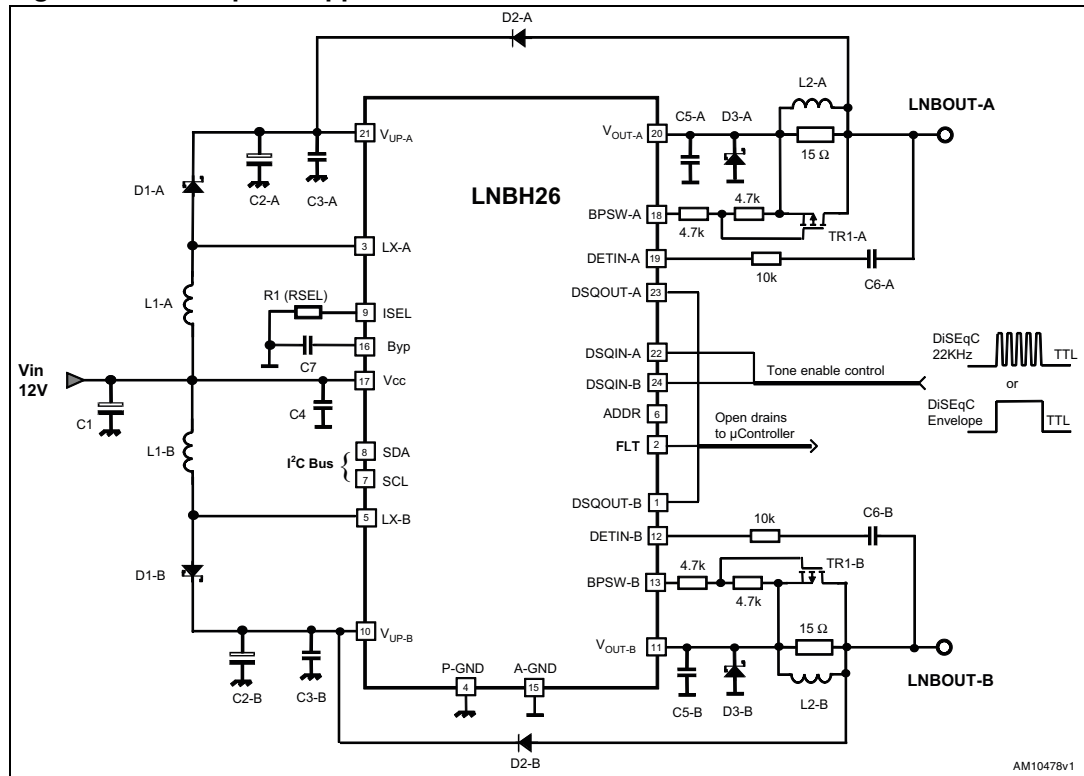 D2-A
L2-A
LNBOUT-A
C5-A
D3-A
21
VUP-A
VOUT-A
20
15 Ω
D1-A
C2-A
C3-A
LNBH26
4.7k
BPSW-A
18
4.7k
TR1-A
3
LX-A
DETIN-A
19
10k
C6-A
DSQOUT-A
23
L1-A
R1 (RSEL)
9
ISEL
16
Byp
C7
DSQIN-A
22
DiSEqC
22KHz
TTL
Vin
12V
17
Vcc
DSQIN-B
24
Tone enable control
or
C1
C4
ADDR
6
DiSEqC
Envelope
TTL
Open drains
to µController
FLT
2
L1-B
I2C Bus
8
SDA
7
SCL
DSQOUT-B
1
5
LX-B
DETIN-B
12
10k
C6-B
D1-B
BPSW-B
13
4.7k
4.7k
TR1-B
10
VUP-B
VOUT-B
11
15 Ω
C2-B
C3-B
P-GND
4
A-GND
15
C5-B
D3-B
L2-B
LNBOUT-B
D2-B
AM10478v1